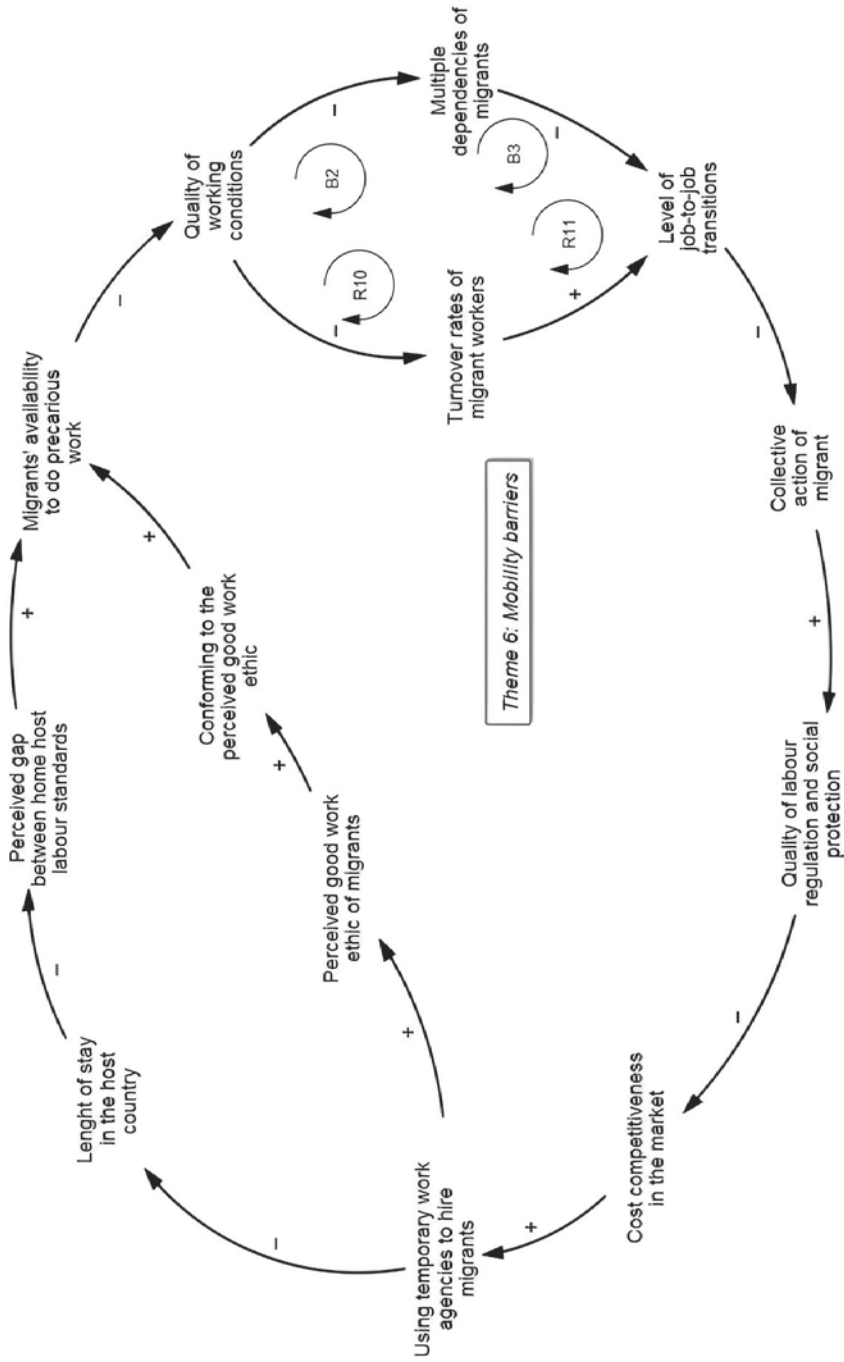 Perceived gap
between home host
labour standards
+
Migrants' availability
to do precarious
work
–
Quality of
working
conditions
–
Lenght of stay
in the host
country
–
Conforming to the
perceived good work
ethic
+
B2
–
R10
Multiple
dependencies of
migrants
+
Perceived good work
ethic of migrants
Theme 6: Mobility barriers
Turnover rates of
migrant workers
B3
–
–
+
R11
+
Using temporary work
agencies to hire
migrants
Level of
job-to-job
transitions
+
–
Cost competitiveness
in the market
–
Quality of labour
regulation and social
protection
+
Collective
action of
migrant